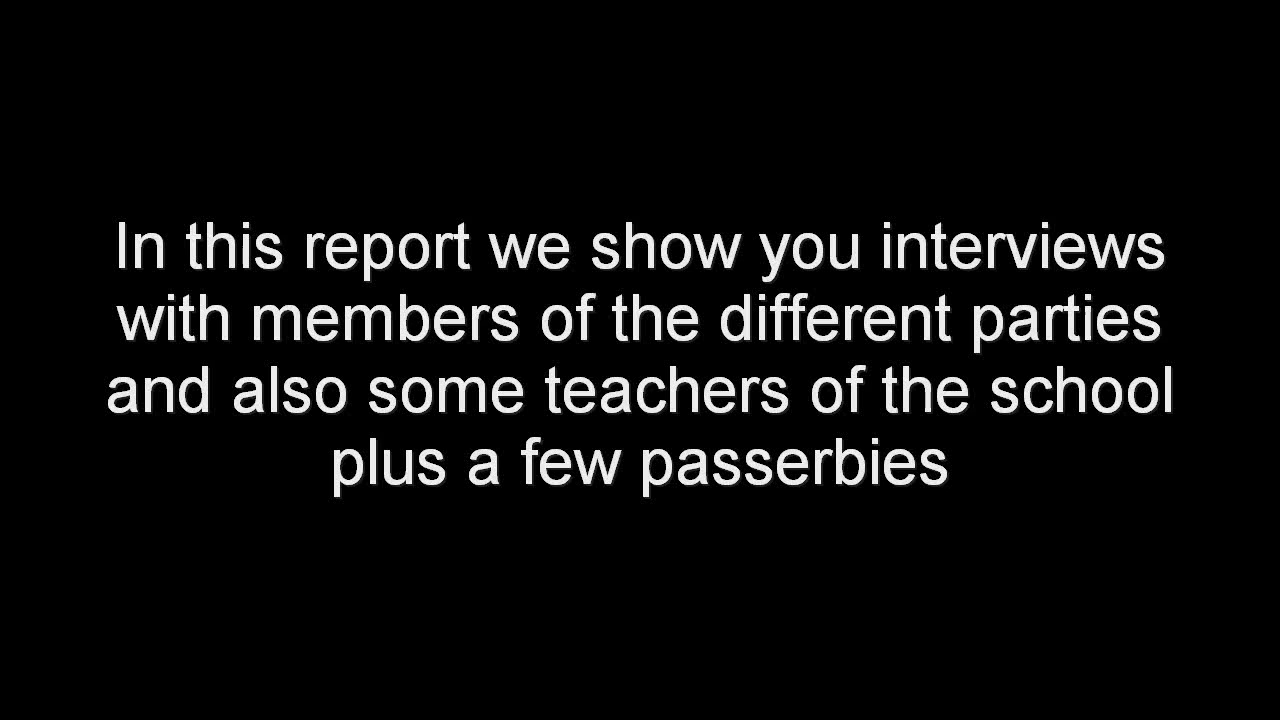 In this report we show you interviews
with members of the different parties
and also some teachers of the school
plus a few passerbies